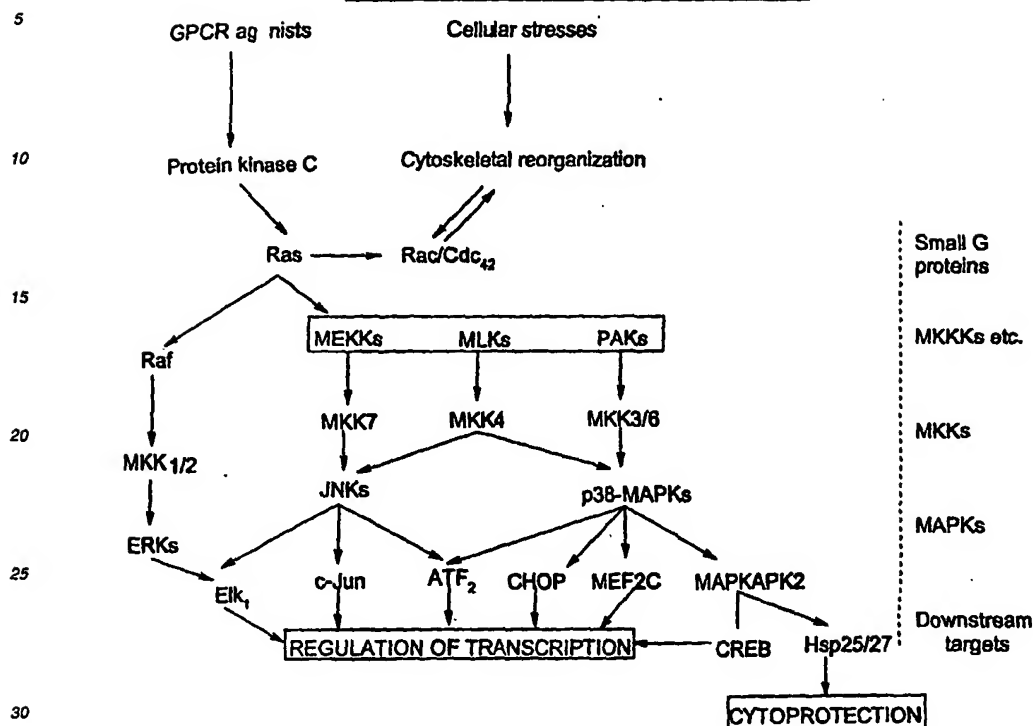 5
GPCR ag nists Cellular stresses
10
Protein kinase C Cytoskeletal reorganization
Ras Rac/Cdc42
Small G
proteins
15
MEKKs MLKs PAKs
MKKKs etc.
Raf
MKK7 MKK4 MKK3/6
20
MKKs
MKK1/2
JNKs p38-MAPKs
MAPKs
ERKs
25
Elk1 c-Jun ATF2 CHOP MEF2C MAPKAPK2
Downstream
targets
REGULATION OF TRANSCRIPTION CREB Hsp25/27
30
CYTOPROTECTION